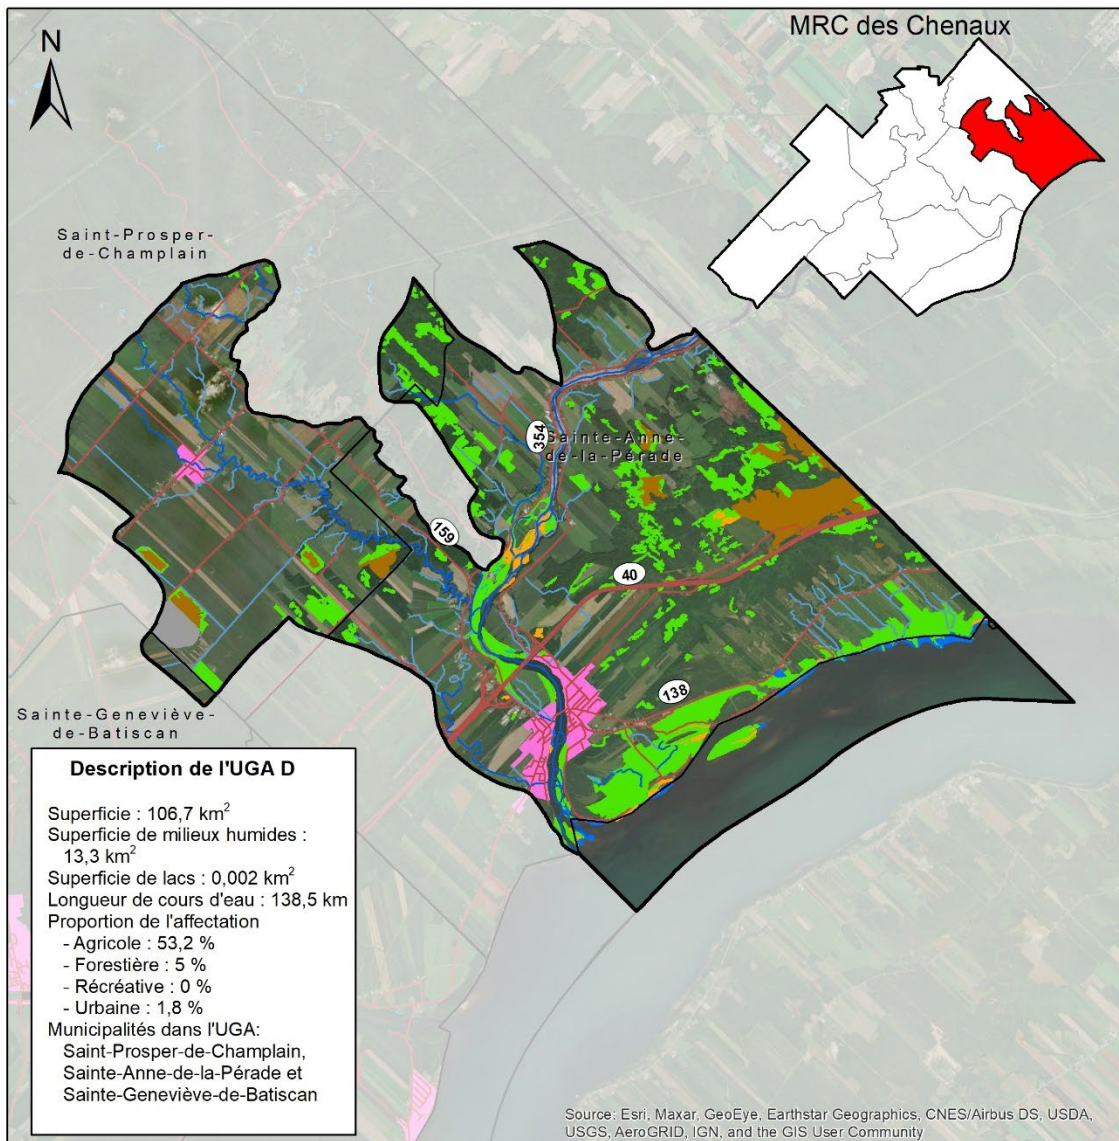 MRC des Chenaux
N
Saint-Prosper-
de-Champlain
354
Sainte-Anne-
de-la-Pérade
159
40
138
Sainte-Geneviève-
de-Batiscan
Description de l'UGA D
Superficie : 106,7 km²
Superficie de milieux humides :
13,3 km²
Superficie de lacs : 0,002 km²
Longueur de cours d'eau : 138,5 km
Proportion de l'affectation
- Agricole : 53,2 %
- Forestière : 5 %
- Récréative : 0 %
- Urbaine : 1,8 %
Municipalités dans l'UGA:
Saint-Prosper-de-Champlain,
Sainte-Anne-de-la-Pérade et
Sainte-Geneviève-de-Batiscan
Source: Esri, Maxar, GeoEye, Earthstar Geographics, CNES/Airbus DS, USDA,
USGS, AeroGRID, IGN, and the GIS User Community